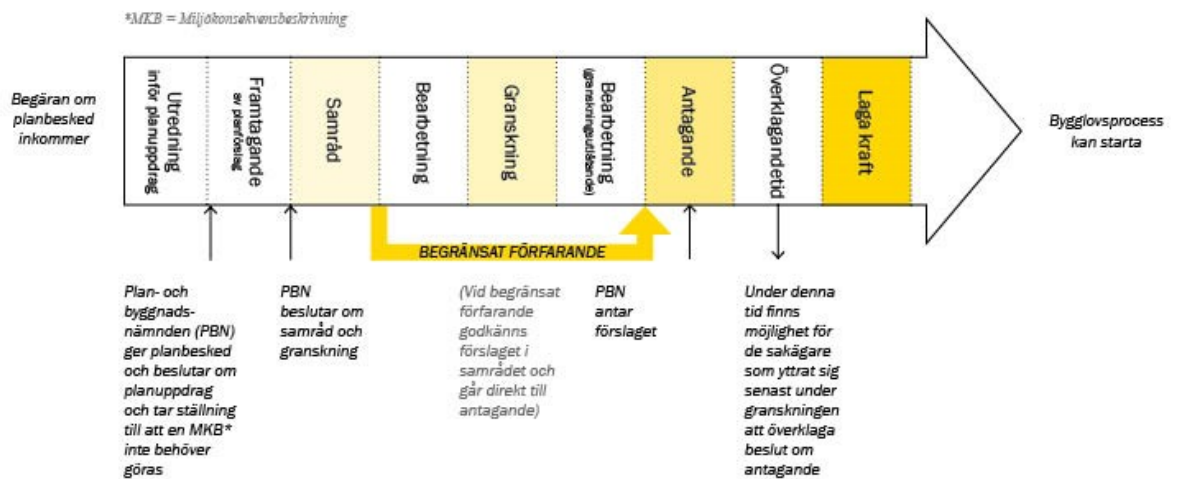 *MKB = Miljökonsekvensbeskrivning
Begäran om
planbesked
inkommer
Utredning
inför planuppdrag
Framtagande
av planförslag
Samråd
Bearbetning
Granskning
Bearbetning
(granskningsutlåtande)
Antagande
Överklagandetid
Laga kraft
Bygglovsprocess
kan starta
BEGRÄNSAT FÖRFARANDE
Plan- och
byggnads-
nämnden (PBN)
ger planbesked
och beslutar om
planuppdrag
och tar ställning
till att en MKB*
inte behöver
göras
PBN
beslutar om
samråd och
granskning
(Vid begränsat
förfarande
godkänns
förslaget i
samrådet och
går direkt till
antagande)
PBN
antar
förslaget
Under denna
tid finns
möjlighet för
de sakägare
som yttrat sig
senast under
granskningen
att överklaga
beslut om
antagande